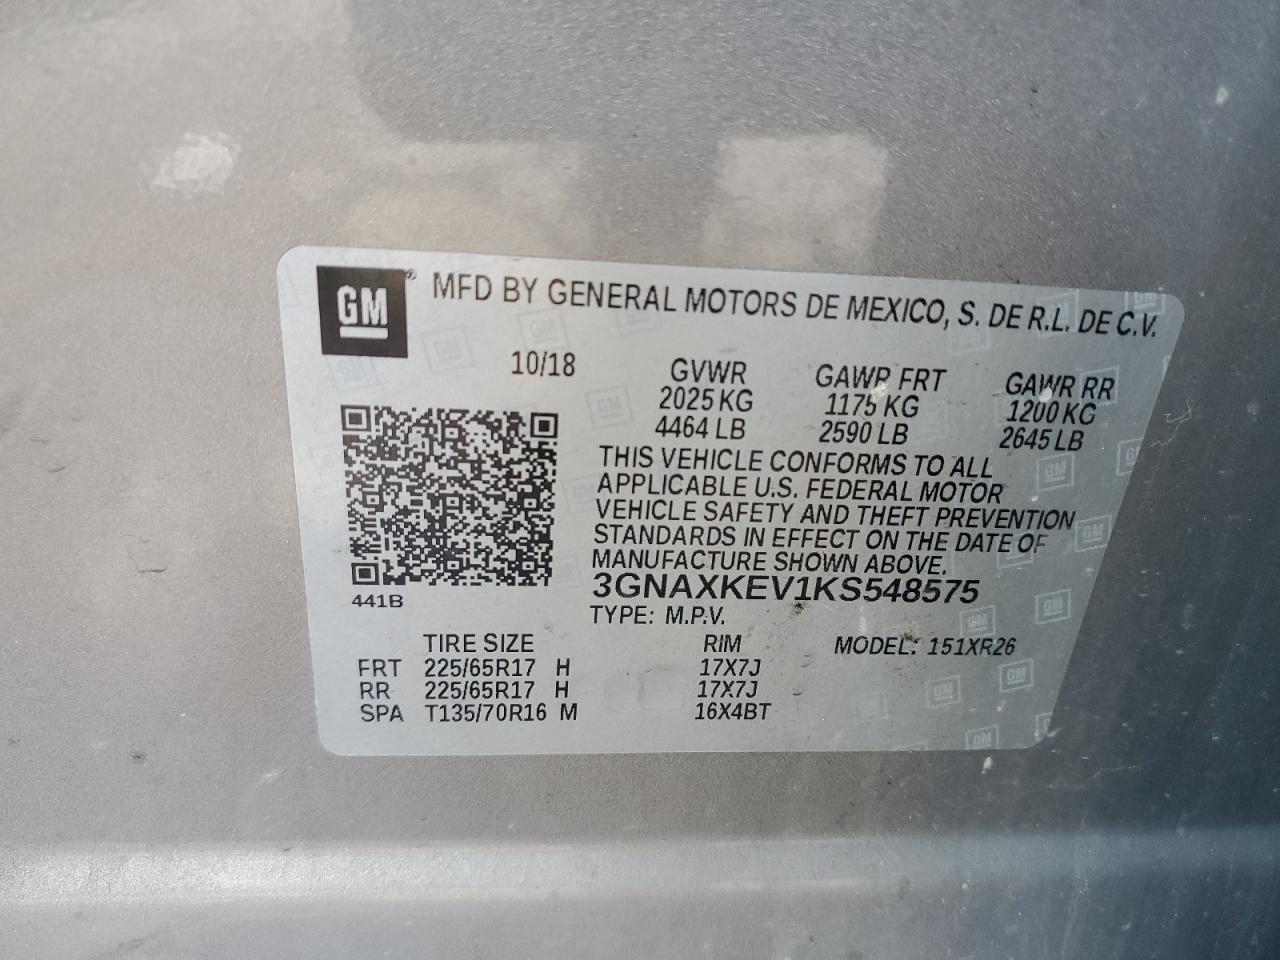 GM® MFD BY GENERAL MOTORS DE MEXICO, S. DE R.L. DE C.V.
10/18 GVWR GAWR FRT GAWR RR
2025 KG 1175 KG 1200 KG
4464 LB 2590 LB 2645 LB
THIS VEHICLE CONFORMS TO ALL
APPLICABLE U.S. FEDERAL MOTOR
VEHICLE SAFETY AND THEFT PREVENTION
STANDARDS IN EFFECT ON THE DATE OF
MANUFACTURE SHOWN ABOVE.
3GNAXKEV1KS548575
441B
TYPE: M.P.V.
TIRE SIZE RIM MODEL: 151XR26
FRT 225/65R17 H 17X7J
RR 225/65R17 H 17X7J
SPA T135/70R16 M 16X4BT